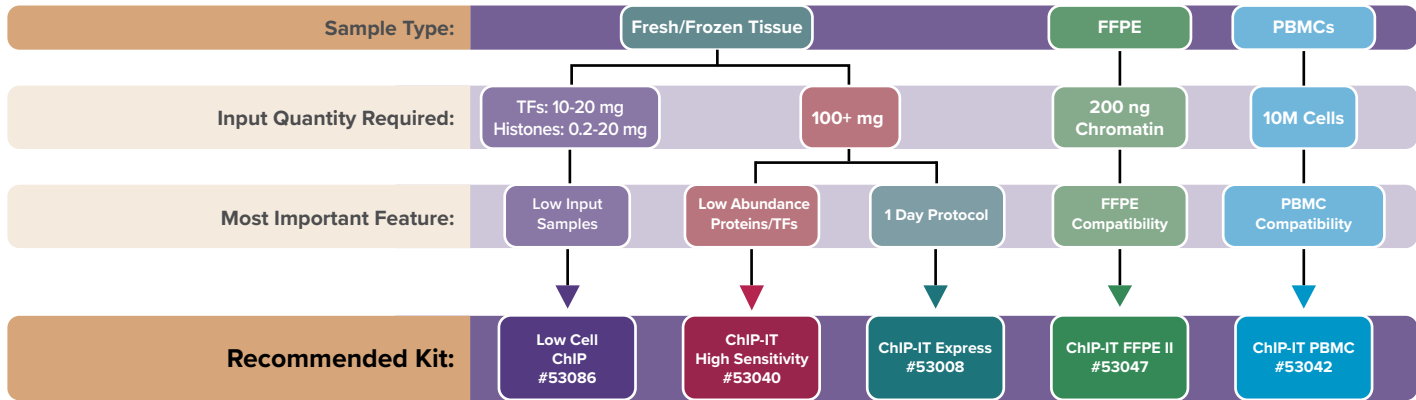 Sample Type:
Fresh/Frozen Tissue
FFPE
PBMCs
Input Quantity Required:
TFs: 10-20 mg
Histones: 0.2-20 mg
100+ mg
200 ng
Chromatin
10M Cells
Most Important Feature:
Low Input
Samples
Low Abundance
Proteins/TFs
1 Day Protocol
FFPE
Compatibility
PBMC
Compatibility
Recommended Kit:
Low Cell
ChIP
#53086
ChIP-IT
High Sensitivity
#53040
ChIP-IT Express
#53008
ChIP-IT FFPE II
#53047
ChIP-IT PBMC
#53042